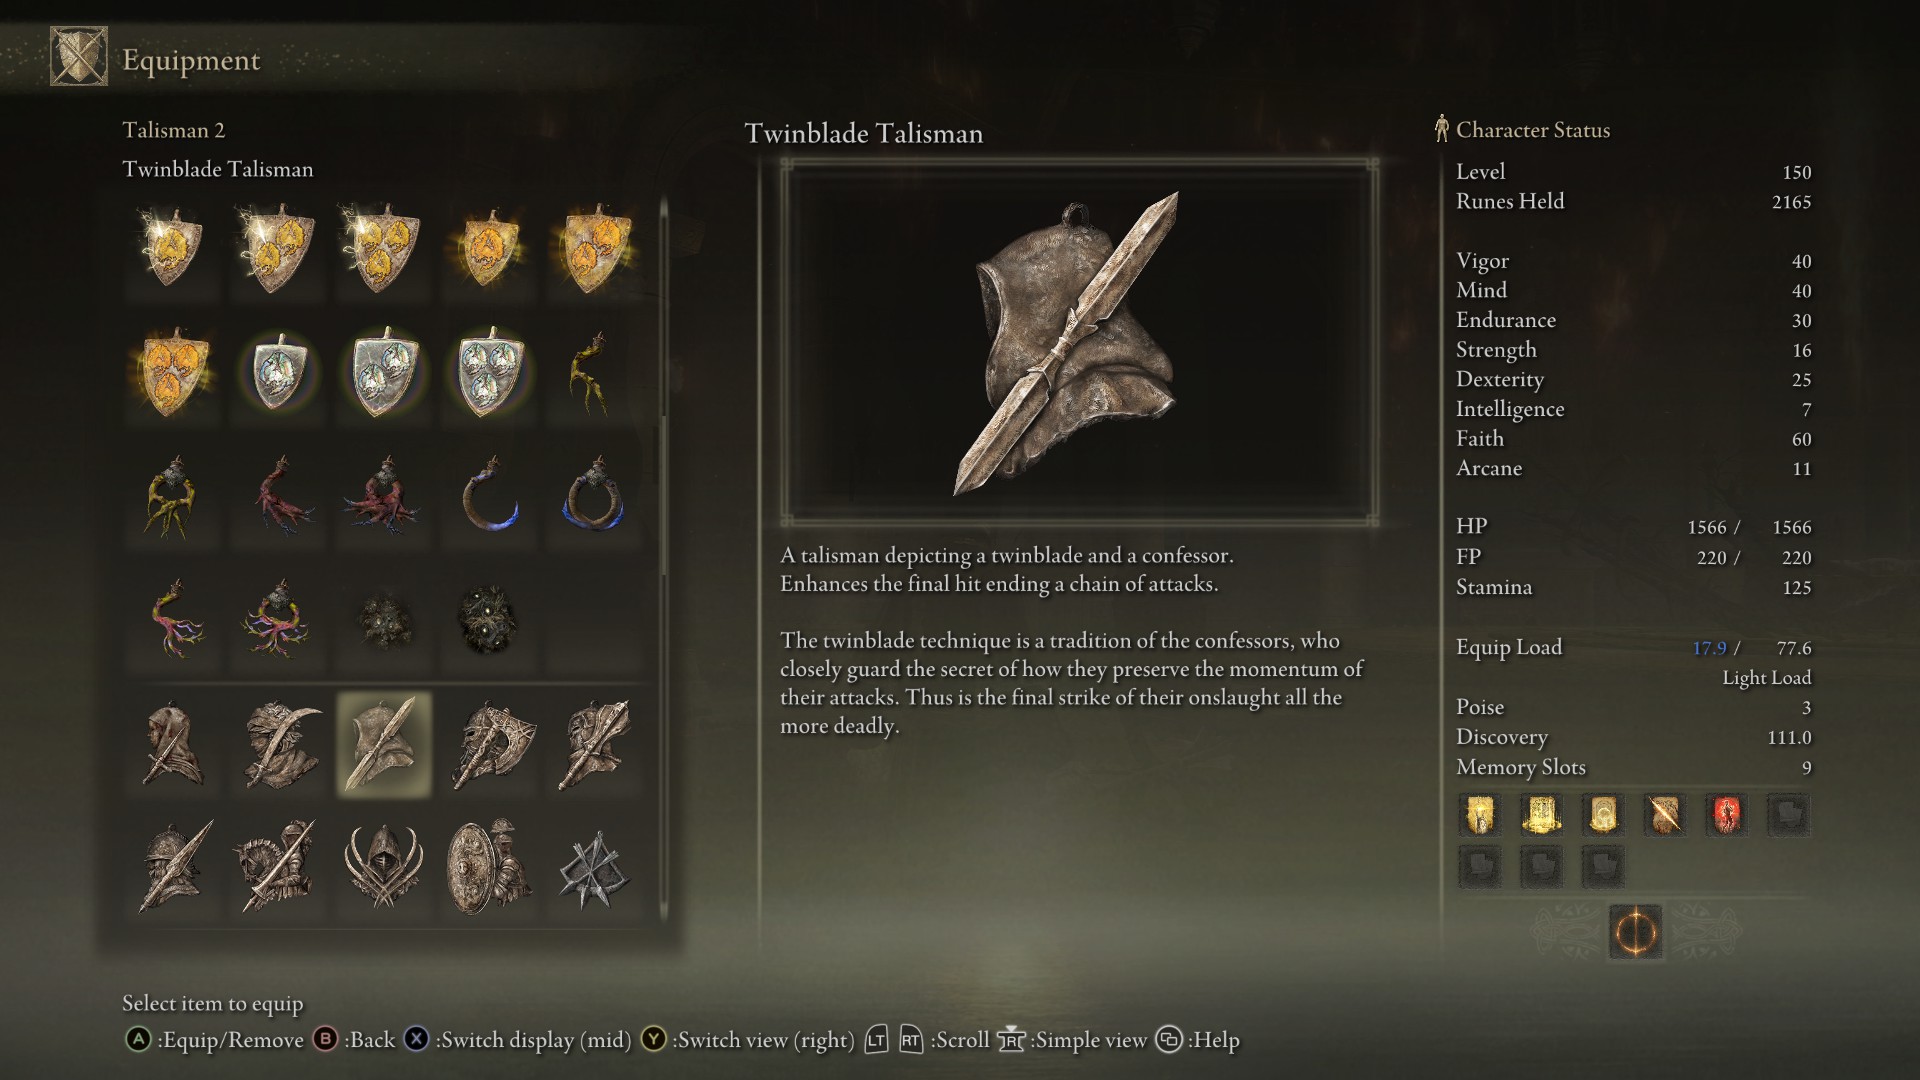 Equipment
Talisman 2
Twinblade Talisman
Twinblade Talisman
A talisman depicting a twinblade and a confessor.
Enhances the final hit ending a chain of attacks.
The twinblade technique is a tradition of the confessors, who
closely guard the secret of how they preserve the momentum of
their attacks. Thus is the final strike of their onslaught all the
more deadly.
Character Status
Level 150
Runes Held 2165
Vigor 40
Mind 40
Endurance 30
Strength 16
Dexterity 25
Intelligence 7
Faith 60
Arcane 11
HP 1566 / 1566
FP 220 / 220
Stamina 125
Equip Load 17.9 / 77.6
Light Load
Poise 3
Discovery 111.0
Memory Slots 9
Select item to equip
A :Equip/Remove B :Back X :Switch display (mid) Y :Switch view (right) LT RT :Scroll R :Simple view :Help